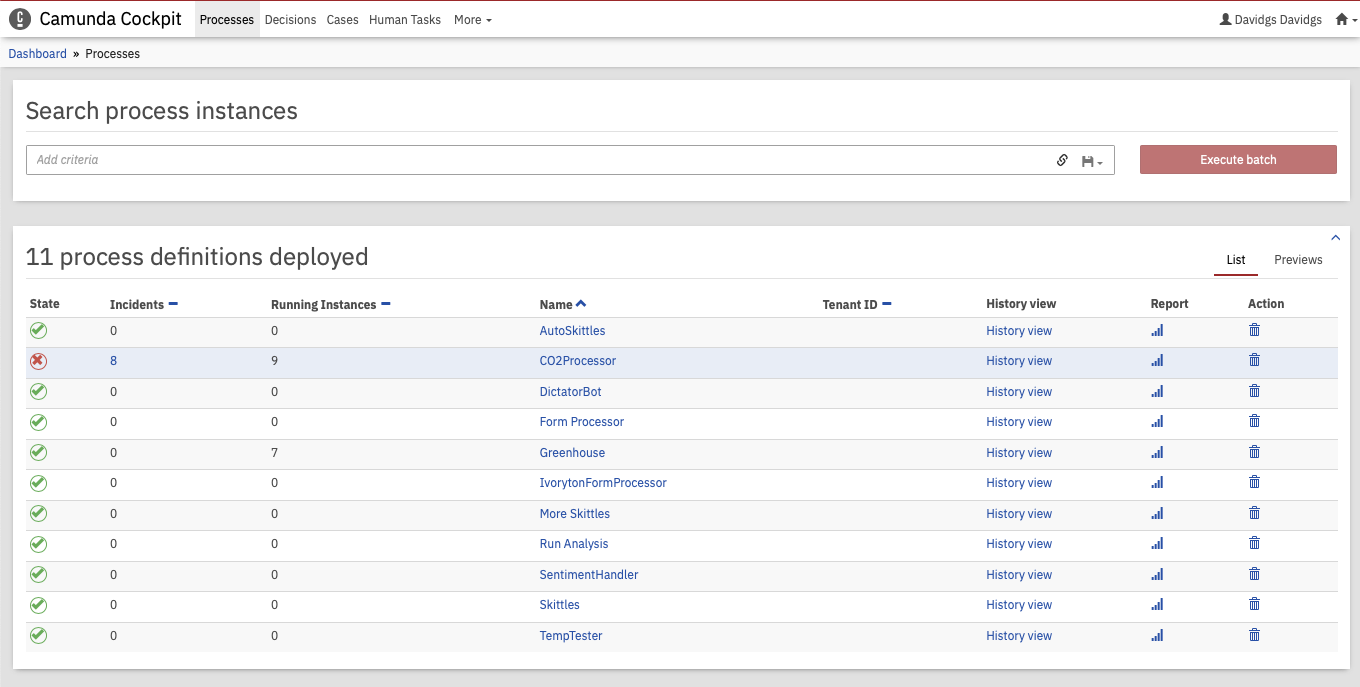 Camunda Cockpit Processes Decisions Cases Human Tasks More Davidgs Davidgs
Dashboard » Processes
Search process instances
Add criteria Execute batch
11 process definitions deployed
List Previews
State Incidents Running Instances Name Tenant ID History view Report Action
0 0 AutoSkittles History view
8 9 CO2Processor History view
0 0 DictatorBot History view
0 0 Form Processor History view
0 7 Greenhouse History view
0 0 IvorytonFormProcessor History view
0 0 More Skittles History view
0 0 Run Analysis History view
0 0 SentimentHandler History view
0 0 Skittles History view
0 0 TempTester History view